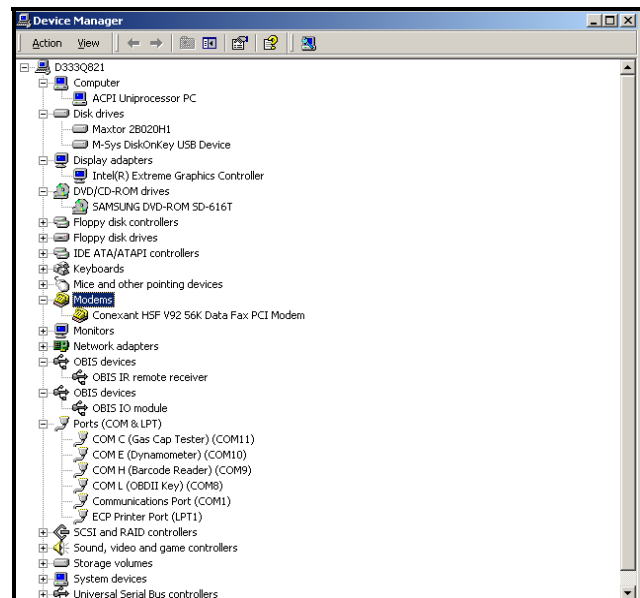 Device Manager
Action View
D333Q821
Computer
ACPI Uniprocessor PC
Disk drives
Maxtor 2B020H1
M-Sys DiskOnKey USB Device
Display adapters
Intel(R) Extreme Graphics Controller
DVD/CD-ROM drives
SAMSUNG DVD-ROM SD-616T
Floppy disk controllers
Floppy disk drives
IDE ATA/ATAPI controllers
Keyboards
Mice and other pointing devices
Modems
Conexant HSF V92 56K Data Fax PCI Modem
Monitors
Network adapters
OBIS devices
OBIS IR remote receiver
OBIS devices
OBIS IO module
Ports (COM & LPT)
COM C (Gas Cap Tester) (COM11)
COM E (Dynamometer) (COM10)
COM H (Barcode Reader) (COM9)
COM L (OBDII Key) (COM8)
Communications Port (COM1)
ECP Printer Port (LPT1)
SCSI and RAID controllers
Sound, video and game controllers
Storage volumes
System devices
Universal Serial Bus controllers